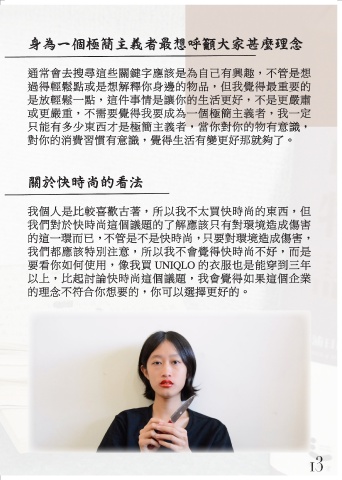 身為一個極簡主義者最想呼顧大家甚麼理念
通常會去搜尋這些關鍵字應該是為自己有興趣，不管是想
過得輕鬆點或是想解釋你身邊的物品，但我覺得最重要的
是放輕鬆一點，這件事情是讓你的生活更好，不是更嚴肅
或更嚴重，不需要覺得我要成為一個極簡主義者，我一定
只能有多少東西才是極簡主義者，當你對你的物有意識，
對你的消費習慣有意識，覺得生活有變更好那就夠了。
關於快時尚的看法
我個人是比較喜歡古著，所以我不太買快時尚的東西，但
我們對於快時尚這個議題的了解應該只有對環境造成傷害
的這一環而已，不管是不是快時尚，只要對環境造成傷害，
我們都應該特別注意，所以我不會覺得快時尚不好，而是
要看你如何使用，像我買 UNIQLO 的衣服也是能穿到三年
以上，比起討論快時尚這個議題，我會覺得如果這個企業
的理念不符合你想要的，你可以選擇更好的。
13